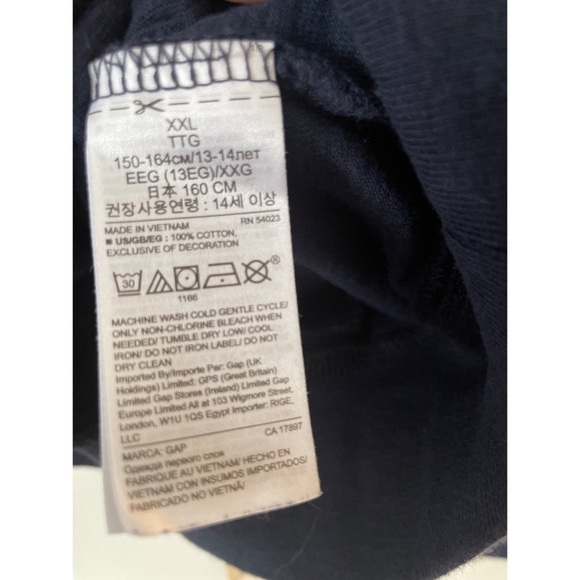 XXL
TTG
150-164см/13-14лет
EEG (13EG)/XXG
日本 160 CM
권장사용연령 : 14세 이상
MADE IN VIETNAM RN 54023
■ US/GB/EG : 100% COTTON,
EXCLUSIVE OF DECORATION
30
®
1166
MACHINE WASH COLD GENTLE CYCLE/
ONLY NON-CHLORINE BLEACH WHEN
NEEDED/ TUMBLE DRY LOW/ COOL
IRON/ DO NOT IRON LABEL/ DO NOT
DRY CLEAN
Imported By/Importe Par: Gap (UK
Holdings) Limited: GPS (Great Britain)
Limited Gap Stores (Ireland) Limited Gap
Europe Limited All at 103 Wigmore Street,
London, W1U 1QS Egypt Importer: RIGE,
LLC CA 17897
MARCA: GAP
Одежда первого слоя
FABRIQUE AU VIETNAM/ HECHO EN
VIETNAM CON INSUMOS IMPORTADOS/
FABRICADO NO VIETNÃ/